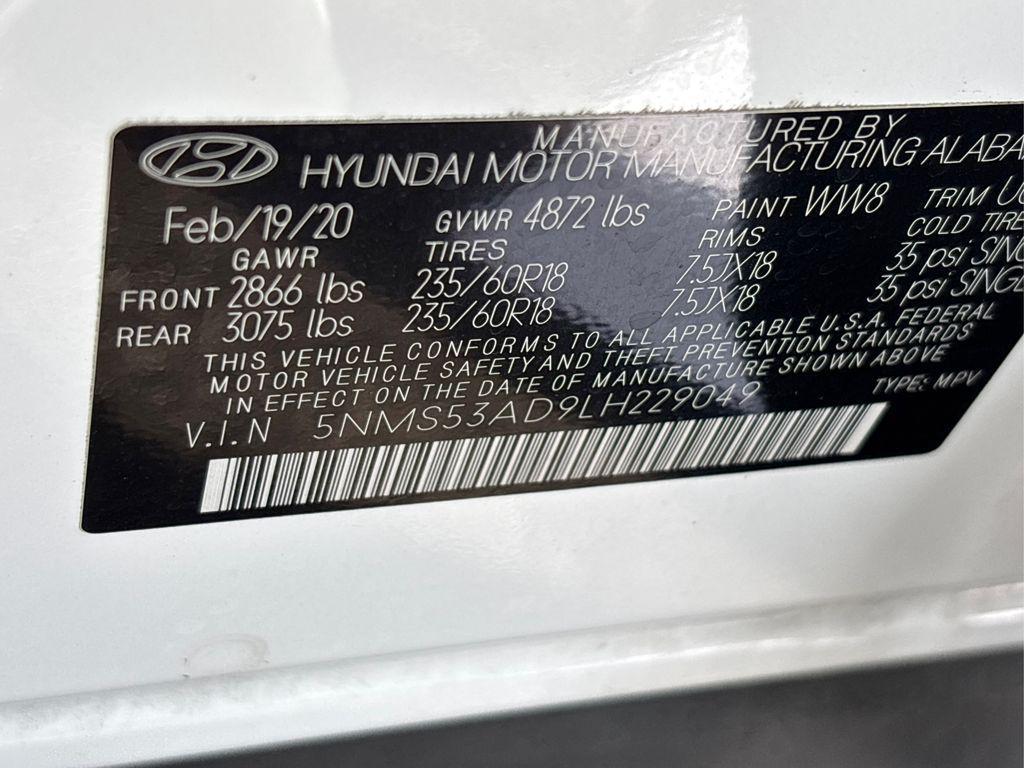 MANUFACTURED BY
HYUNDAI MOTOR MANUFACTURING
Feb/19/20 GVWR 4872 lbs PAINT WW8 TRIM
GAWR TIRES RIMS COLD TIRE
FRONT 2866 lbs 235/60R18 7.5JX18 35 psi
REAR 3075 lbs 235/60R18 7.5JX18 35 psi
THIS VEHICLE CONFORMS TO ALL APPLICABLE U.S.A. FEDERAL
MOTOR VEHICLE SAFETY AND THEFT PREVENTION STANDARDS
IN EFFECT ON THE DATE OF MANUFACTURE SHOWN ABOVE
V.I.N 5NMS53AD9LH229049 TYPE: MPV